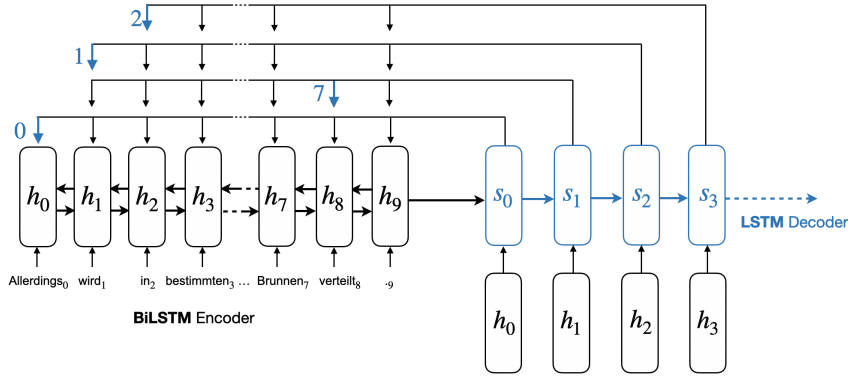 2
1
7
0
h₀ h₁ h₂ h₃ h₇ h₈ h₉ s₀ s₁ s₂ s₃
LSTM Decoder
Allerdings₀ wird₁ in₂ bestimmten₃ ... Brunnen₇ verteilt₈ .₉
BiLSTM Encoder
h₀ h₁ h₂ h₃